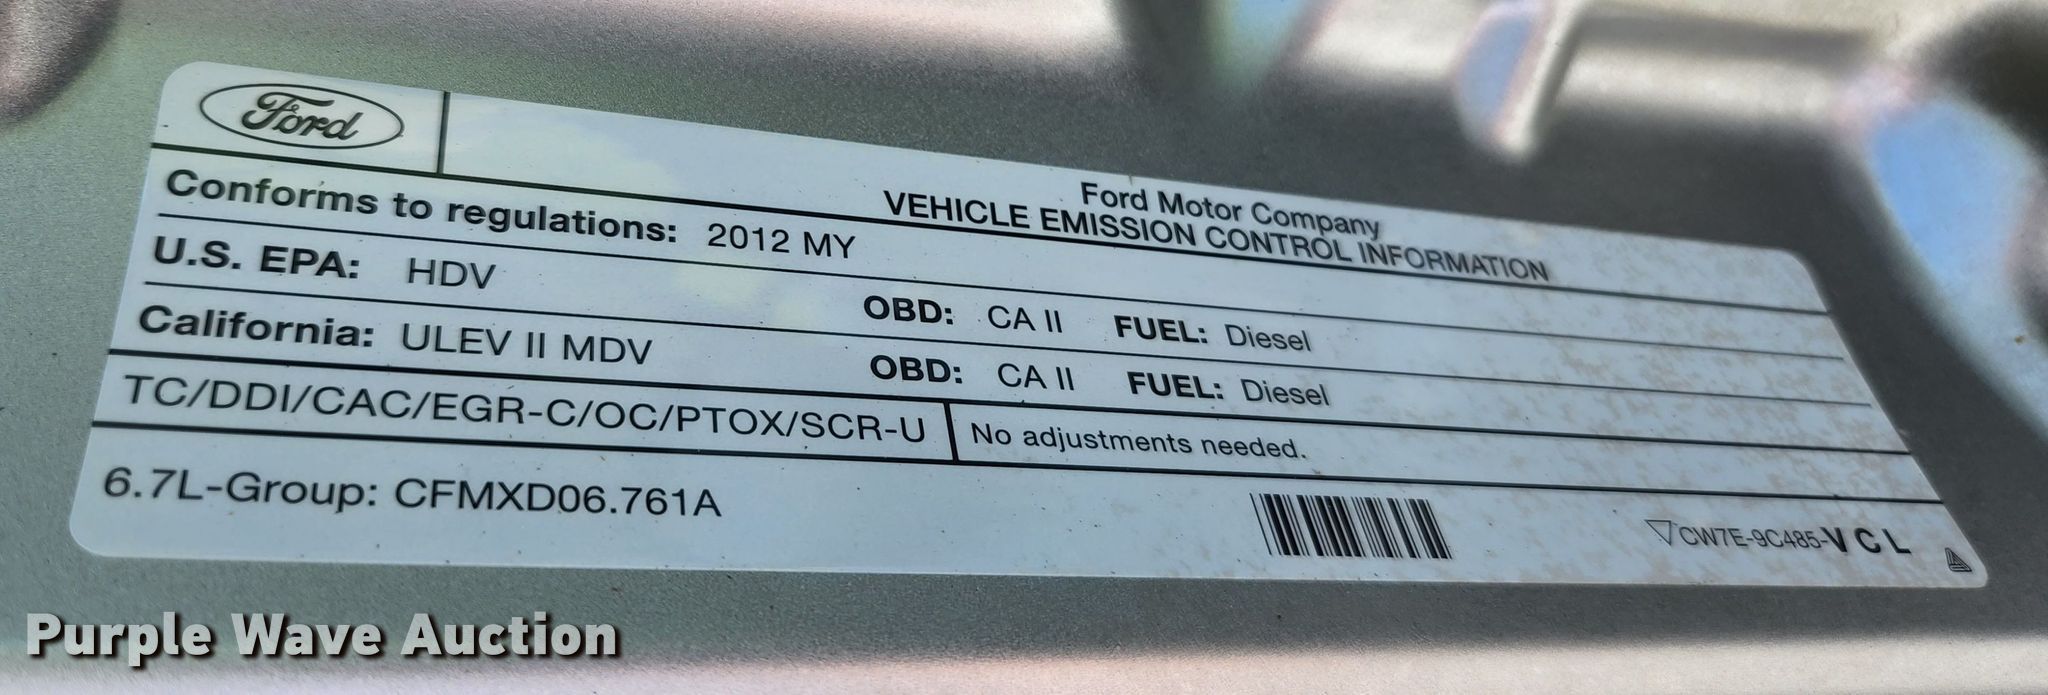 Ford
Ford Motor Company
VEHICLE EMISSION CONTROL INFORMATION
Conforms to regulations: 2012 MY
U.S. EPA: HDV OBD: CA II FUEL: Diesel
California: ULEV II MDV OBD: CA II FUEL: Diesel
TC/DDI/CAC/EGR-C/OC/PTOX/SCR-U No adjustments needed.
6.7L-Group: CFMXD06.761A
CW7E-9C485-VCL
Purple Wave Auction